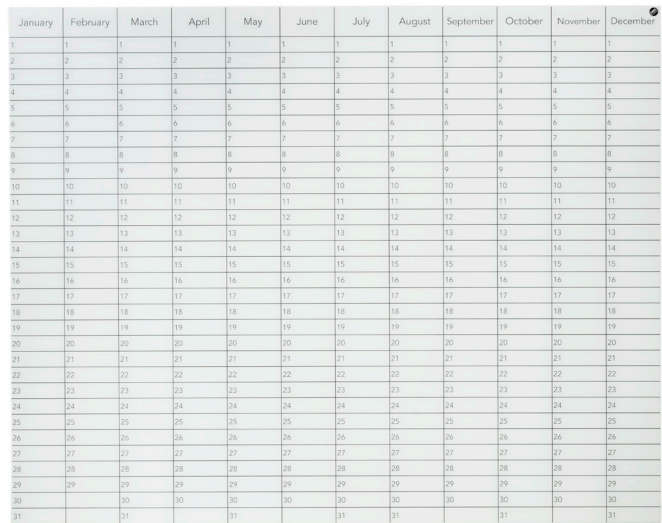 January February March April May June July August September October November December
1 1 1 1 1 1 1 1 1 1 1 1
2 2 2 2 2 2 2 2 2 2 2 2
3 3 3 3 3 3 3 3 3 3 3 3
4 4 4 4 4 4 4 4 4 4 4 4
5 5 5 5 5 5 5 5 5 5 5 5
6 6 6 6 6 6 6 6 6 6 6 6
7 7 7 7 7 7 7 7 7 7 7 7
8 8 8 8 8 8 8 8 8 8 8 8
9 9 9 9 9 9 9 9 9 9 9 9
10 10 10 10 10 10 10 10 10 10 10 10
11 11 11 11 11 11 11 11 11 11 11 11
12 12 12 12 12 12 12 12 12 12 12 12
13 13 13 13 13 13 13 13 13 13 13 13
14 14 14 14 14 14 14 14 14 14 14 14
15 15 15 15 15 15 15 15 15 15 15 15
16 16 16 16 16 16 16 16 16 16 16 16
17 17 17 17 17 17 17 17 17 17 17 17
18 18 18 18 18 18 18 18 18 18 18 18
19 19 19 19 19 19 19 19 19 19 19 19
20 20 20 20 20 20 20 20 20 20 20 20
21 21 21 21 21 21 21 21 21 21 21 21
22 22 22 22 22 22 22 22 22 22 22 22
23 23 23 23 23 23 23 23 23 23 23 23
24 24 24 24 24 24 24 24 24 24 24 24
25 25 25 25 25 25 25 25 25 25 25 25
26 26 26 26 26 26 26 26 26 26 26 26
27 27 27 27 27 27 27 27 27 27 27 27
28 28 28 28 28 28 28 28 28 28 28 28
29 29 29 29 29 29 29 29 29 29 29 29
30 30 30 30 30 30 30 30 30 30 30
31 31 31 31 31 31 31